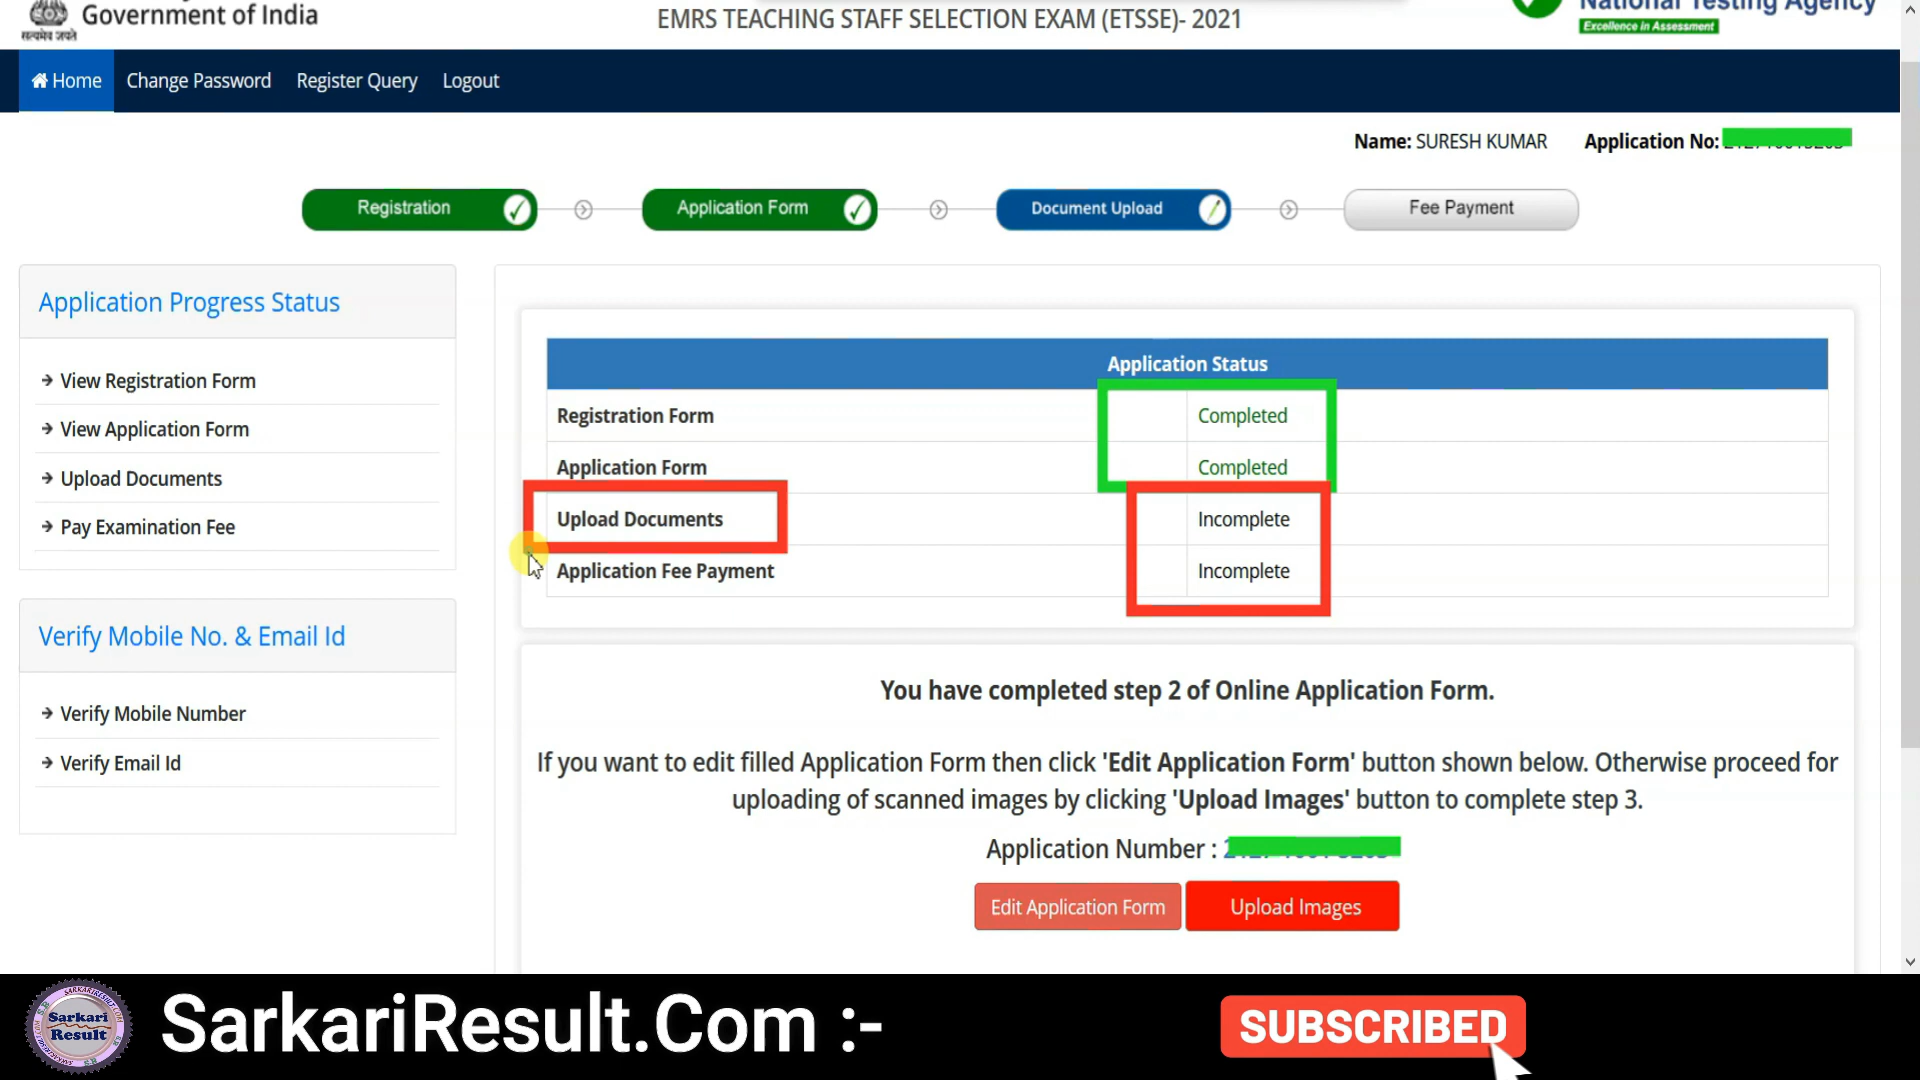 Government of India
सत्यमेव जयते
EMRS TEACHING STAFF SELECTION EXAM (ETSSE)- 2021
National Testing Agency
Excellence in Assessment
Home Change Password Register Query Logout
Name: SURESH KUMAR Application No:
Registration Application Form Document Upload Fee Payment
Application Progress Status
View Registration Form
View Application Form
Upload Documents
Pay Examination Fee
Verify Mobile No. & Email Id
Verify Mobile Number
Verify Email Id
Application Status
Registration Form Completed
Application Form Completed
Upload Documents Incomplete
Application Fee Payment Incomplete
You have completed step 2 of Online Application Form.
If you want to edit filled Application Form then click 'Edit Application Form' button shown below. Otherwise proceed for
uploading of scanned images by clicking 'Upload Images' button to complete step 3.
Application Number :
Edit Application Form Upload Images
Sarkari
Result
SarkariResult.Com :-
SUBSCRIBED